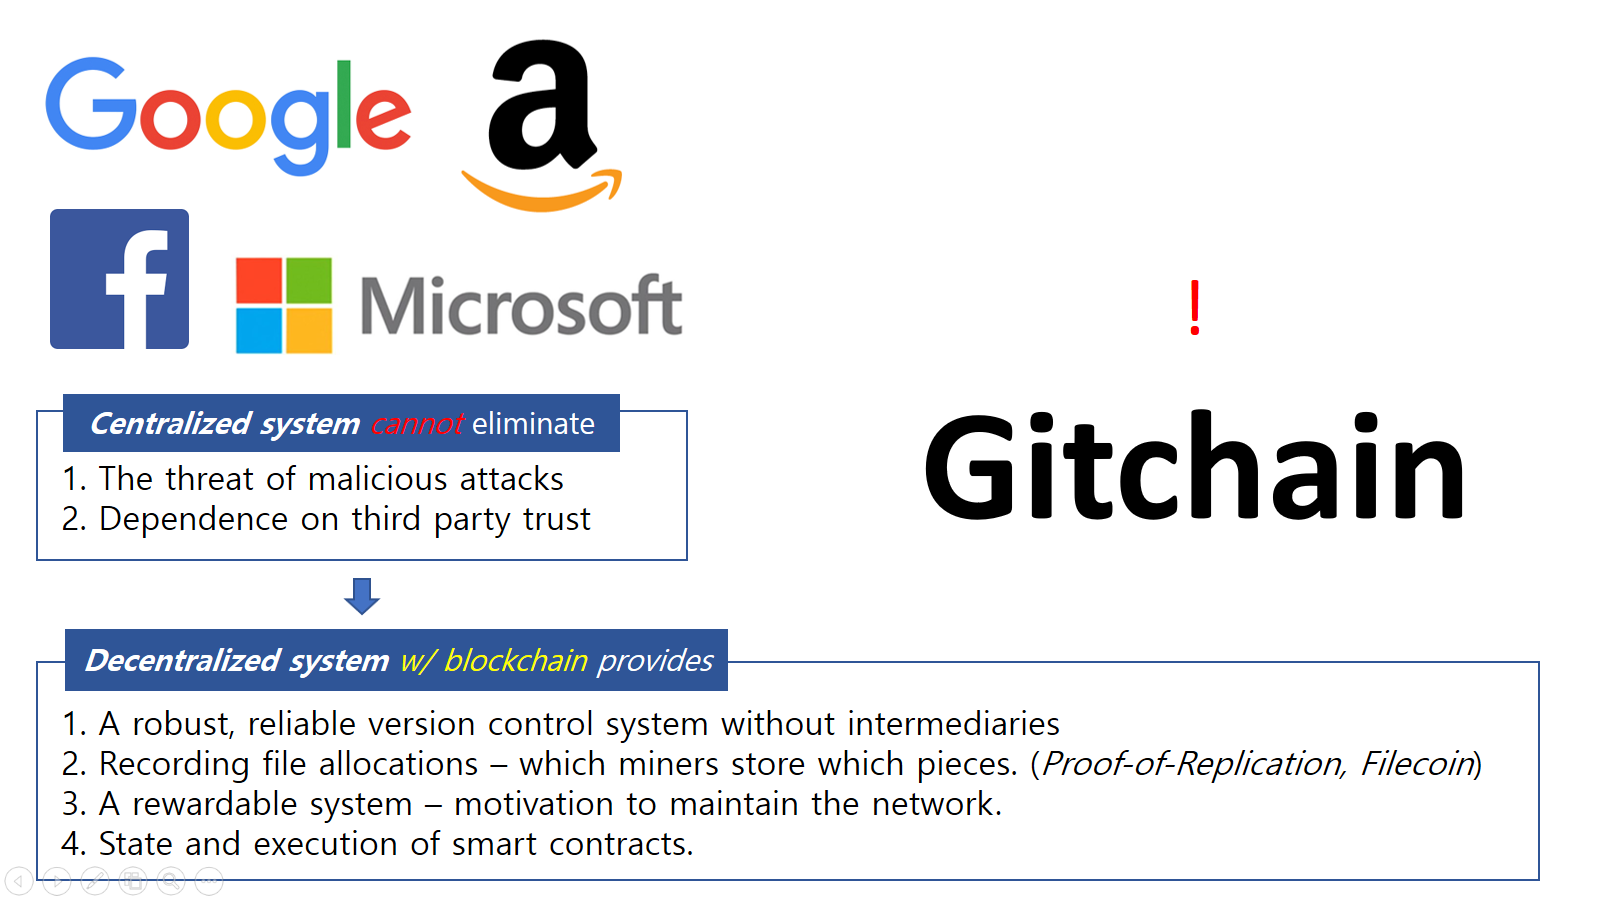 Google
a
f
Microsoft
!
Gitchain
Centralized system cannot eliminate
1. The threat of malicious attacks
2. Dependence on third party trust
Decentralized system w/ blockchain provides
1. A robust, reliable version control system without intermediaries
2. Recording file allocations – which miners store which pieces. (Proof-of-Replication, Filecoin)
3. A rewardable system – motivation to maintain the network.
4. State and execution of smart contracts.